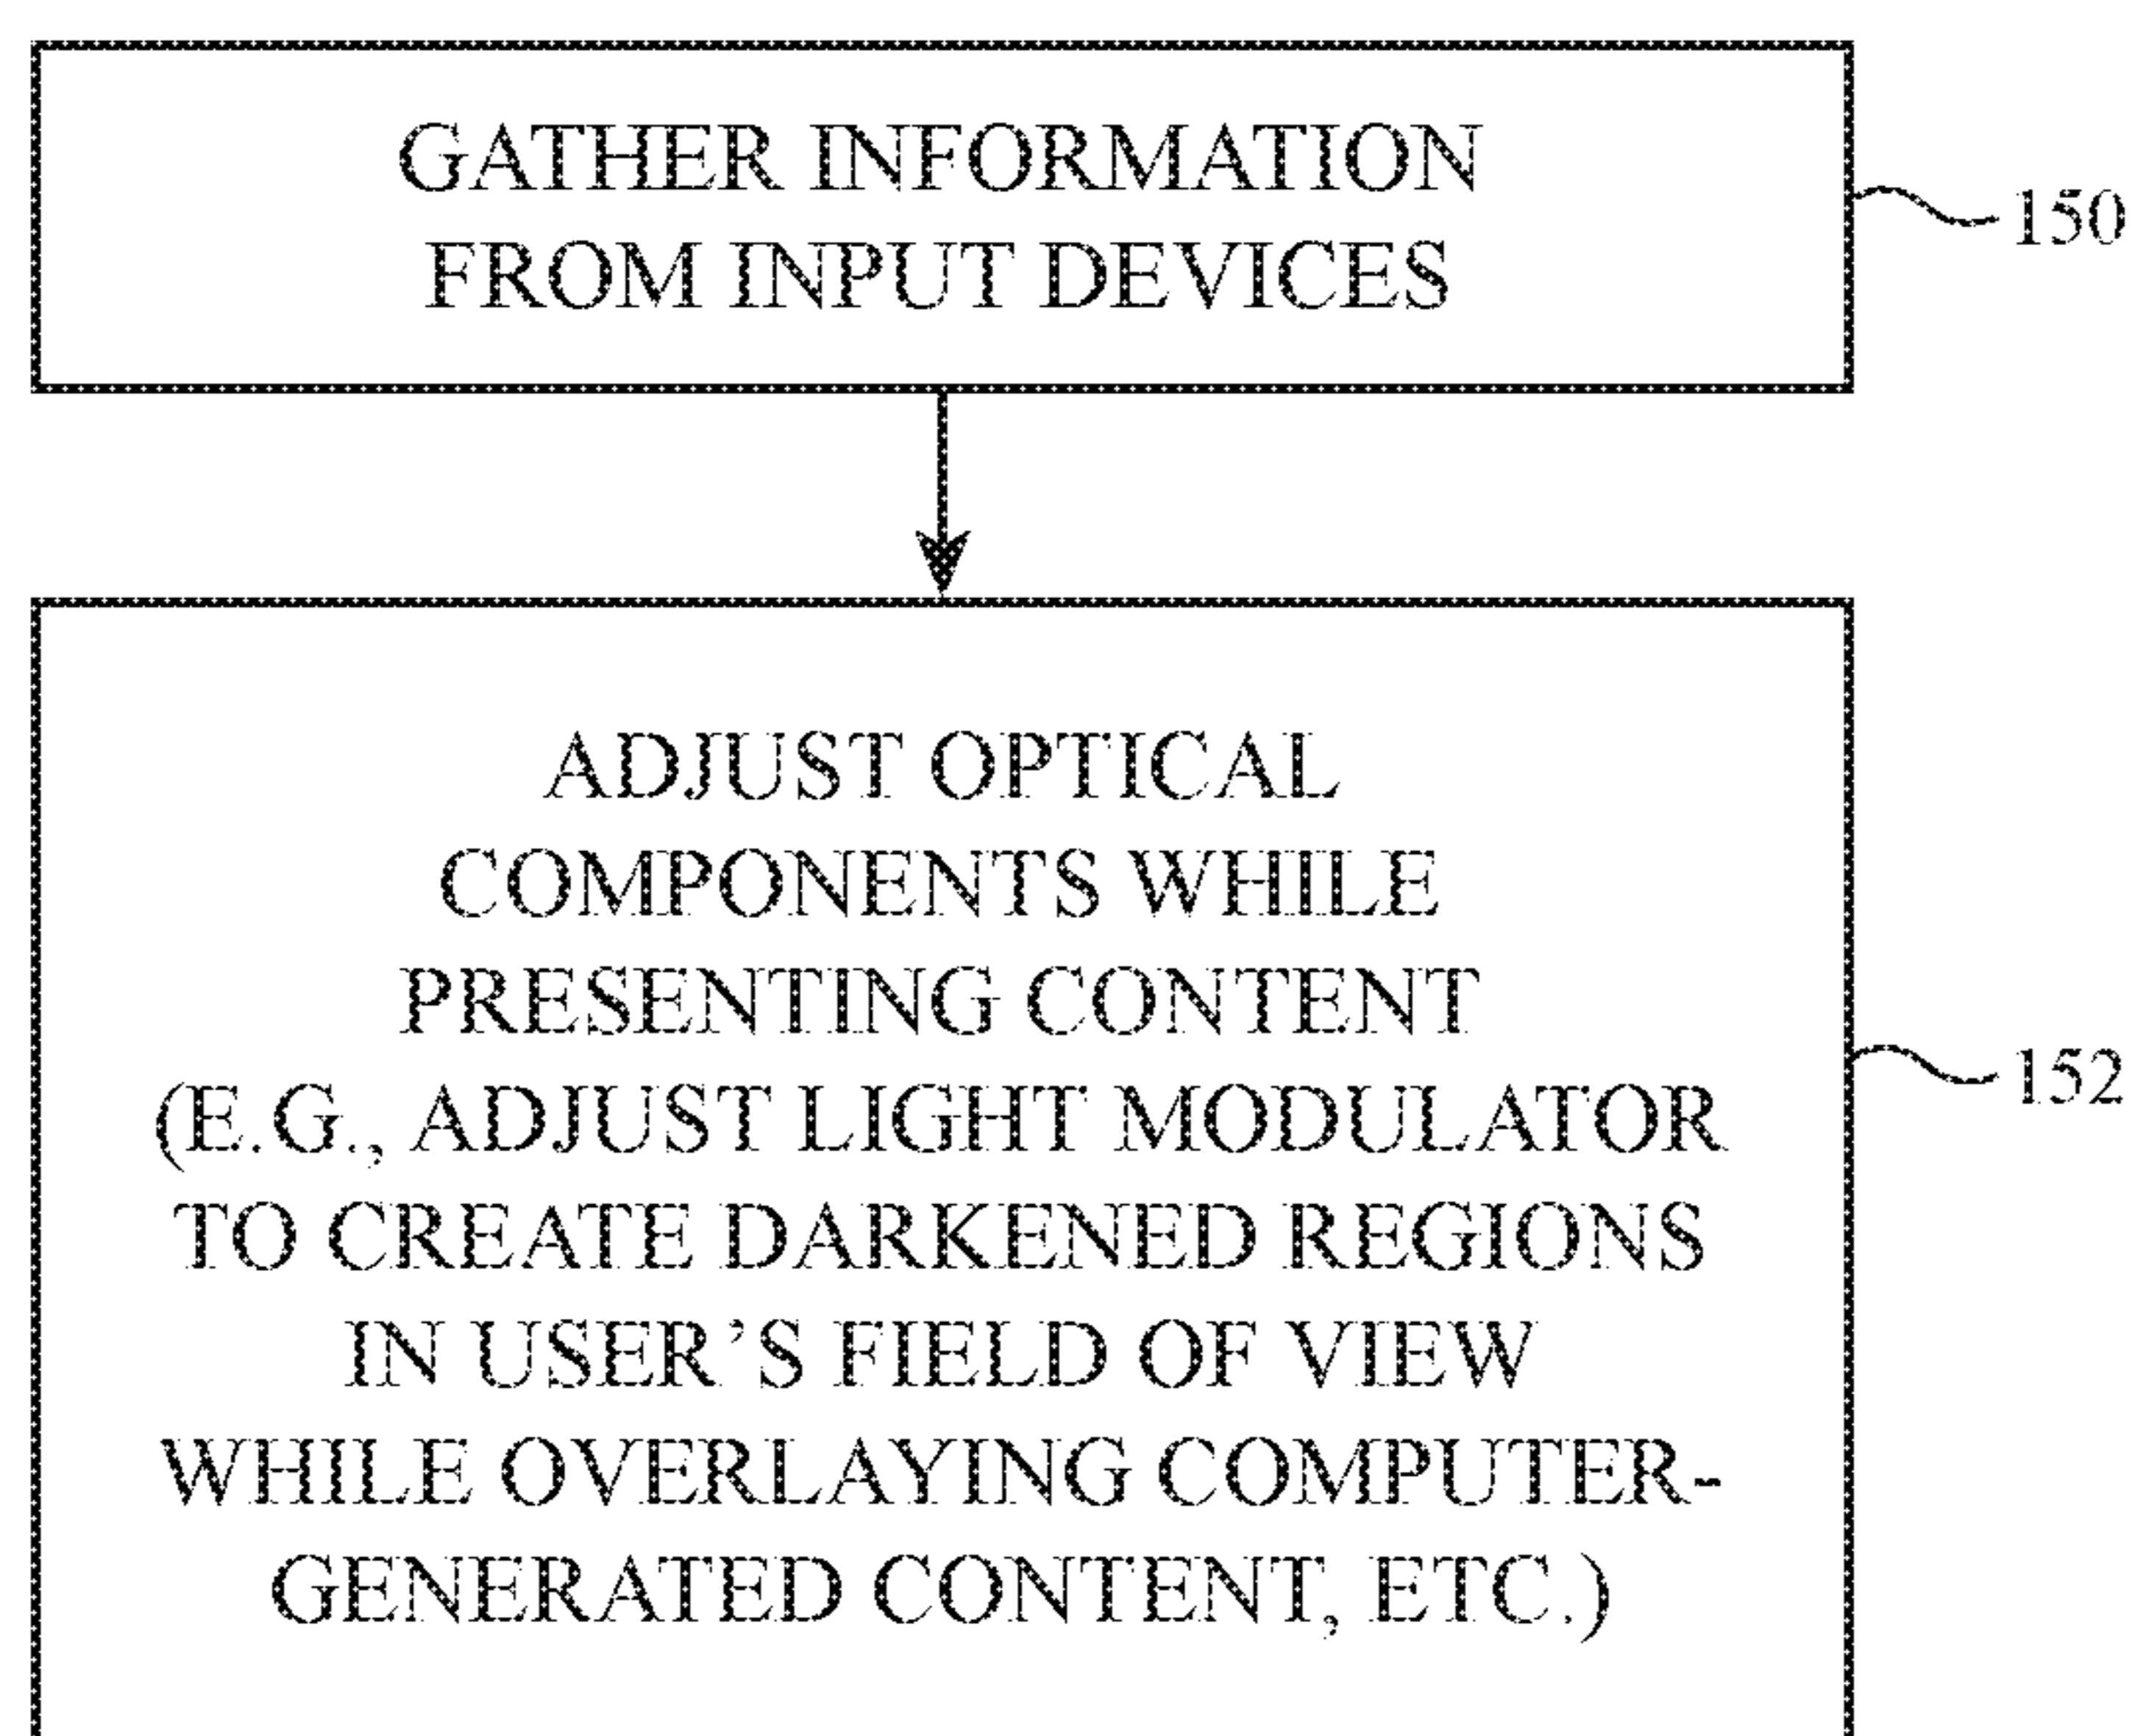 GATHER INFORMATION
FROM INPUT DEVICES
150
ADJUST OPTICAL
COMPONENTS WHILE
PRESENTING CONTENT
(E.G., ADJUST LIGHT MODULATOR
TO CREATE DARKENED REGIONS
IN USER’S FIELD OF VIEW
WHILE OVERLAYING COMPUTER-
GENERATED CONTENT, ETC.)
152